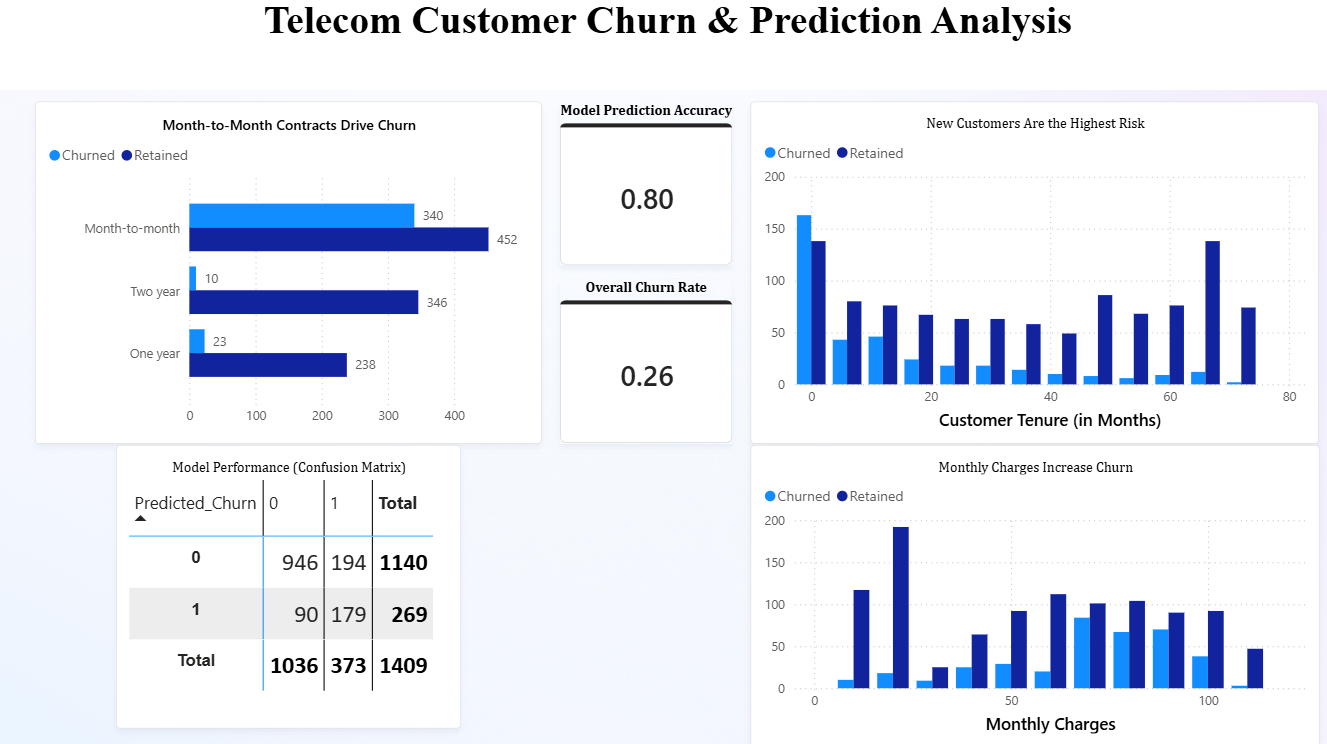 Telecom Customer Churn & Prediction Analysis
Month-to-Month Contracts Drive Churn
Churned Retained
Month-to-month
340
452
Two year
10
346
One year
23
238
0 100 200 300 400
Model Prediction Accuracy
0.80
Overall Churn Rate
0.26
New Customers Are the Highest Risk
Churned Retained
200
150
100
50
0
0 20 40 60 80
Customer Tenure (in Months)
Model Performance (Confusion Matrix)
Predicted_Churn 0 1 Total
0 946 194 1140
1 90 179 269
Total 1036 373 1409
Monthly Charges Increase Churn
Churned Retained
200
150
100
50
0
0 50 100
Monthly Charges